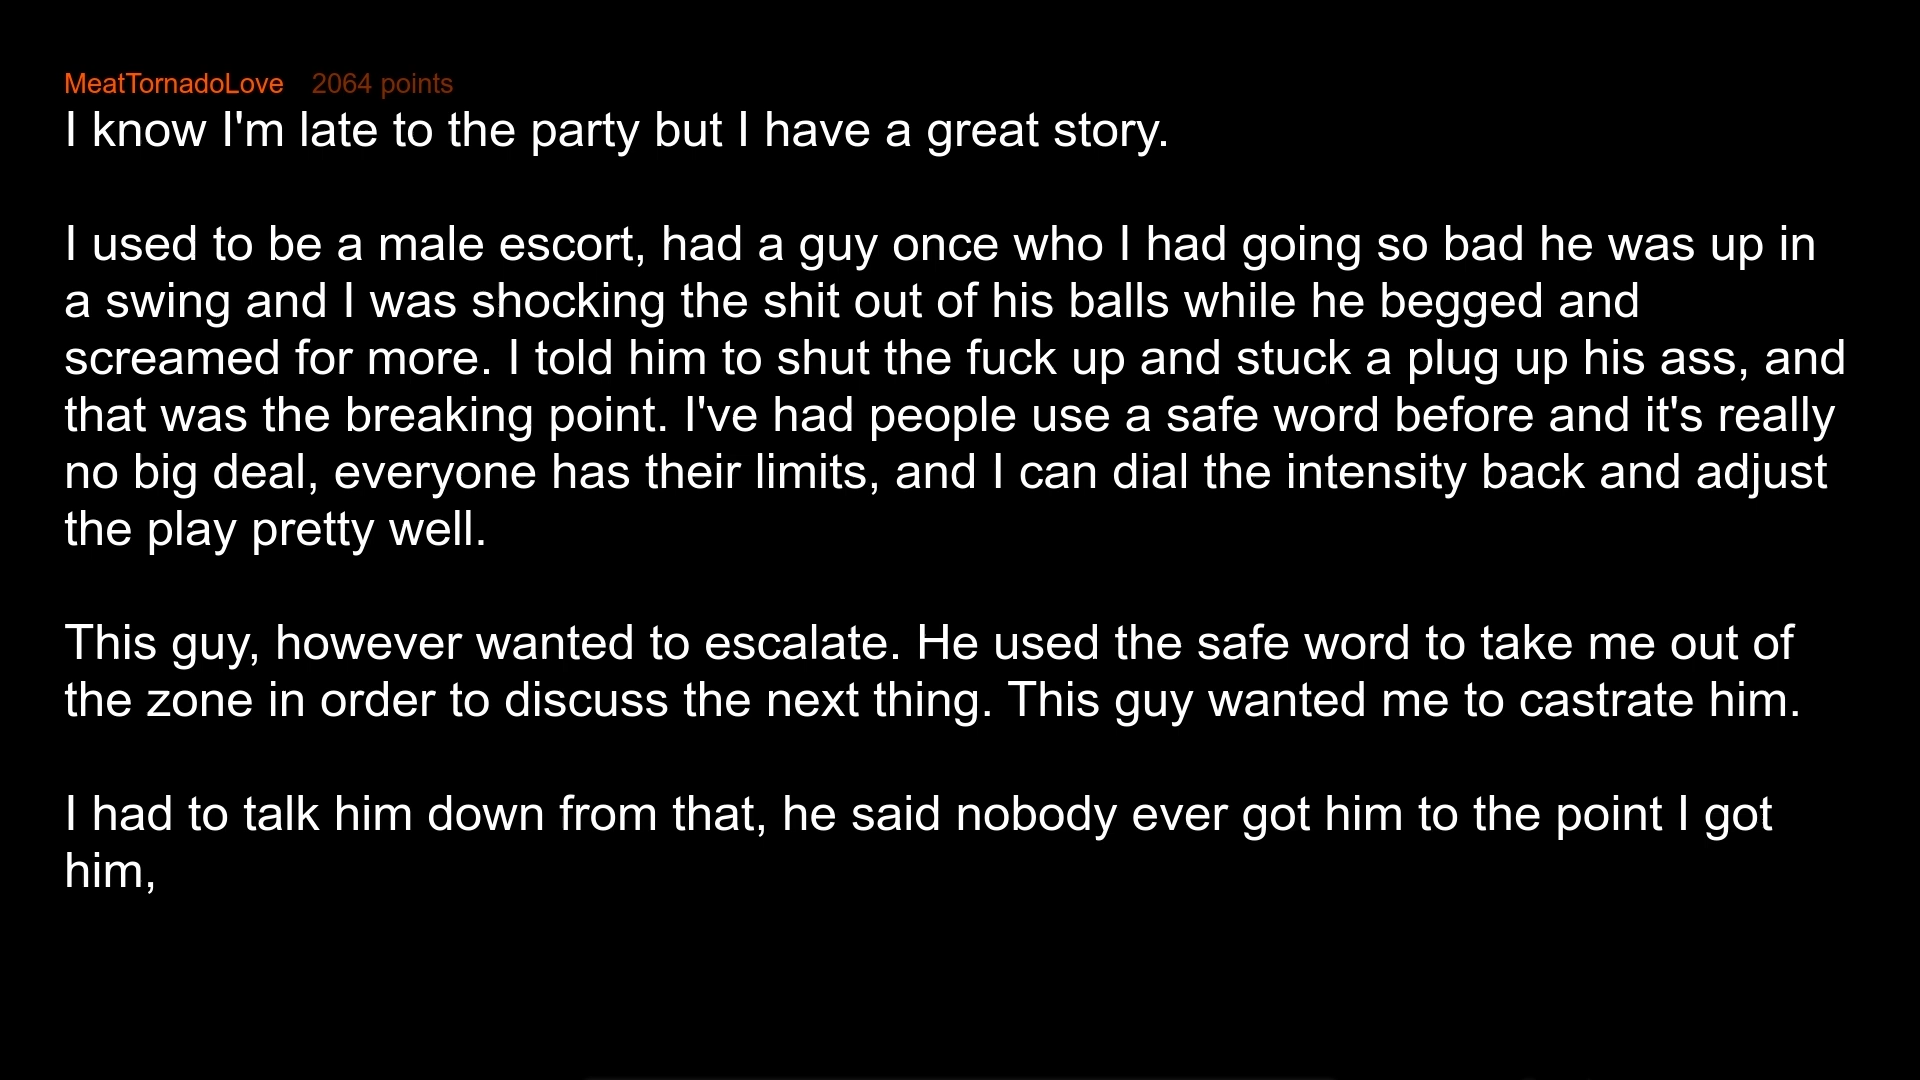 MeatTornadoLove 2064 points
I know I'm late to the party but I have a great story.
I used to be a male escort, had a guy once who I had going so bad he was up in
a swing and I was shocking the shit out of his balls while he begged and
screamed for more. I told him to shut the fuck up and stuck a plug up his ass, and
that was the breaking point. I've had people use a safe word before and it's really
no big deal, everyone has their limits, and I can dial the intensity back and adjust
the play pretty well.
This guy, however wanted to escalate. He used the safe word to take me out of
the zone in order to discuss the next thing. This guy wanted me to castrate him.
I had to talk him down from that, he said nobody ever got him to the point I got
him,